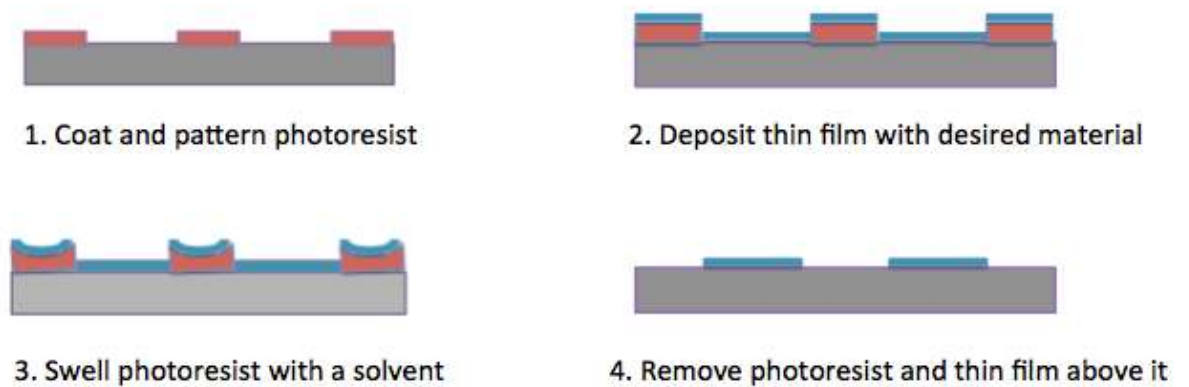 1. Coat and pattern photoresist
2. Deposit thin film with desired material
3. Swell photoresist with a solvent
4. Remove photoresist and thin film above it